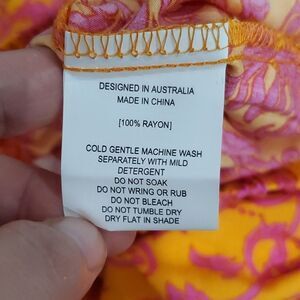 DESIGNED IN AUSTRALIA
MADE IN CHINA
[100% RAYON]
COLD GENTLE MACHINE WASH
SEPARATELY WITH MILD
DETERGENT
DO NOT SOAK
DO NOT WRING OR RUB
DO NOT BLEACH
DO NOT TUMBLE DRY
DRY FLAT IN SHADE